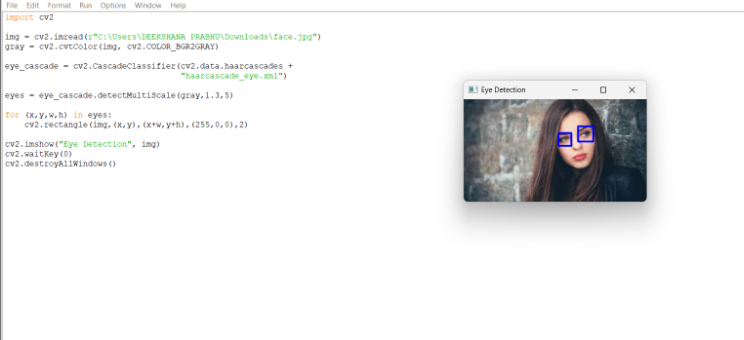 File Edit Format Run Options Window Help
import cv2
img = cv2.imread(r"C:\Users\DEEKSHANA PRABHU\Downloads\face.jpg")
gray = cv2.cvtColor(img, cv2.COLOR_BGR2GRAY)
eye_cascade = cv2.CascadeClassifier(cv2.data.haarcascades +
"haarcascade_eye.xml")
eyes = eye_cascade.detectMultiScale(gray,1.3,5)
for (x,y,w,h) in eyes:
cv2.rectangle(img,(x,y),(x+w,y+h),(255,0,0),2)
cv2.imshow("Eye Detection", img)
cv2.waitKey(0)
cv2.destroyAllWindows()
Eye Detection